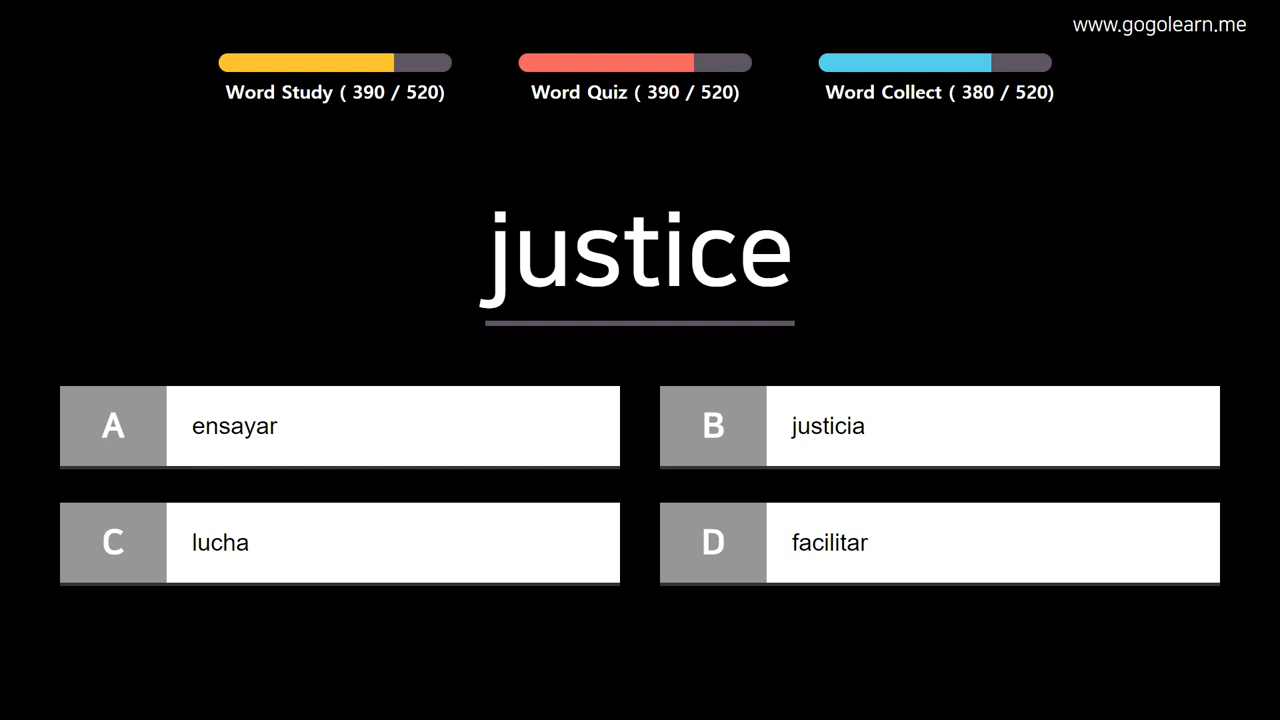 www.gogolearn.me
Word Study ( 390 / 520)
Word Quiz ( 390 / 520)
Word Collect ( 380 / 520)
justice
A ensayar
B justicia
C lucha
D facilitar